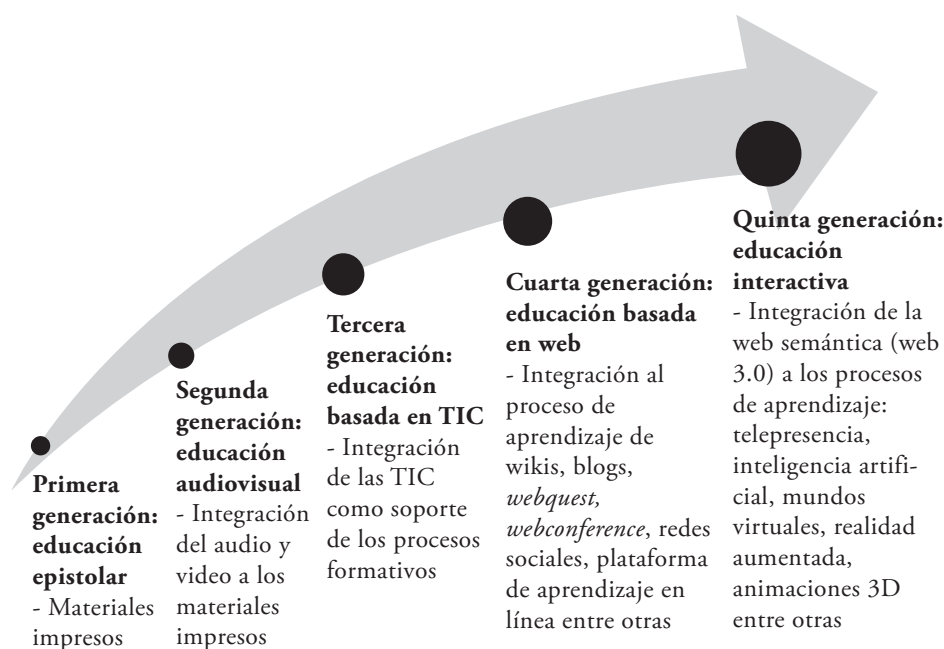 Primera
generación:
educación
epistolar
- Materiales
impresos
Segunda
generación:
educación
audiovisual
- Integración
del audio y
video a los
materiales
impresos
Tercera
generación:
educación
basada en TIC
- Integración
de las TIC
como soporte
de los procesos
formativos
Cuarta generación:
educación basada
en web
- Integración al
proceso de
aprendizaje de
wikis, blogs,
webquest,
webconference, redes
sociales, plataforma
de aprendizaje en
línea entre otras
Quinta generación:
educación
interactiva
- Integración de la
web semántica (web
3.0) a los procesos
de aprendizaje:
telepresencia,
inteligencia artifi-
cial, mundos
virtuales, realidad
aumentada,
animaciones 3D
entre otras